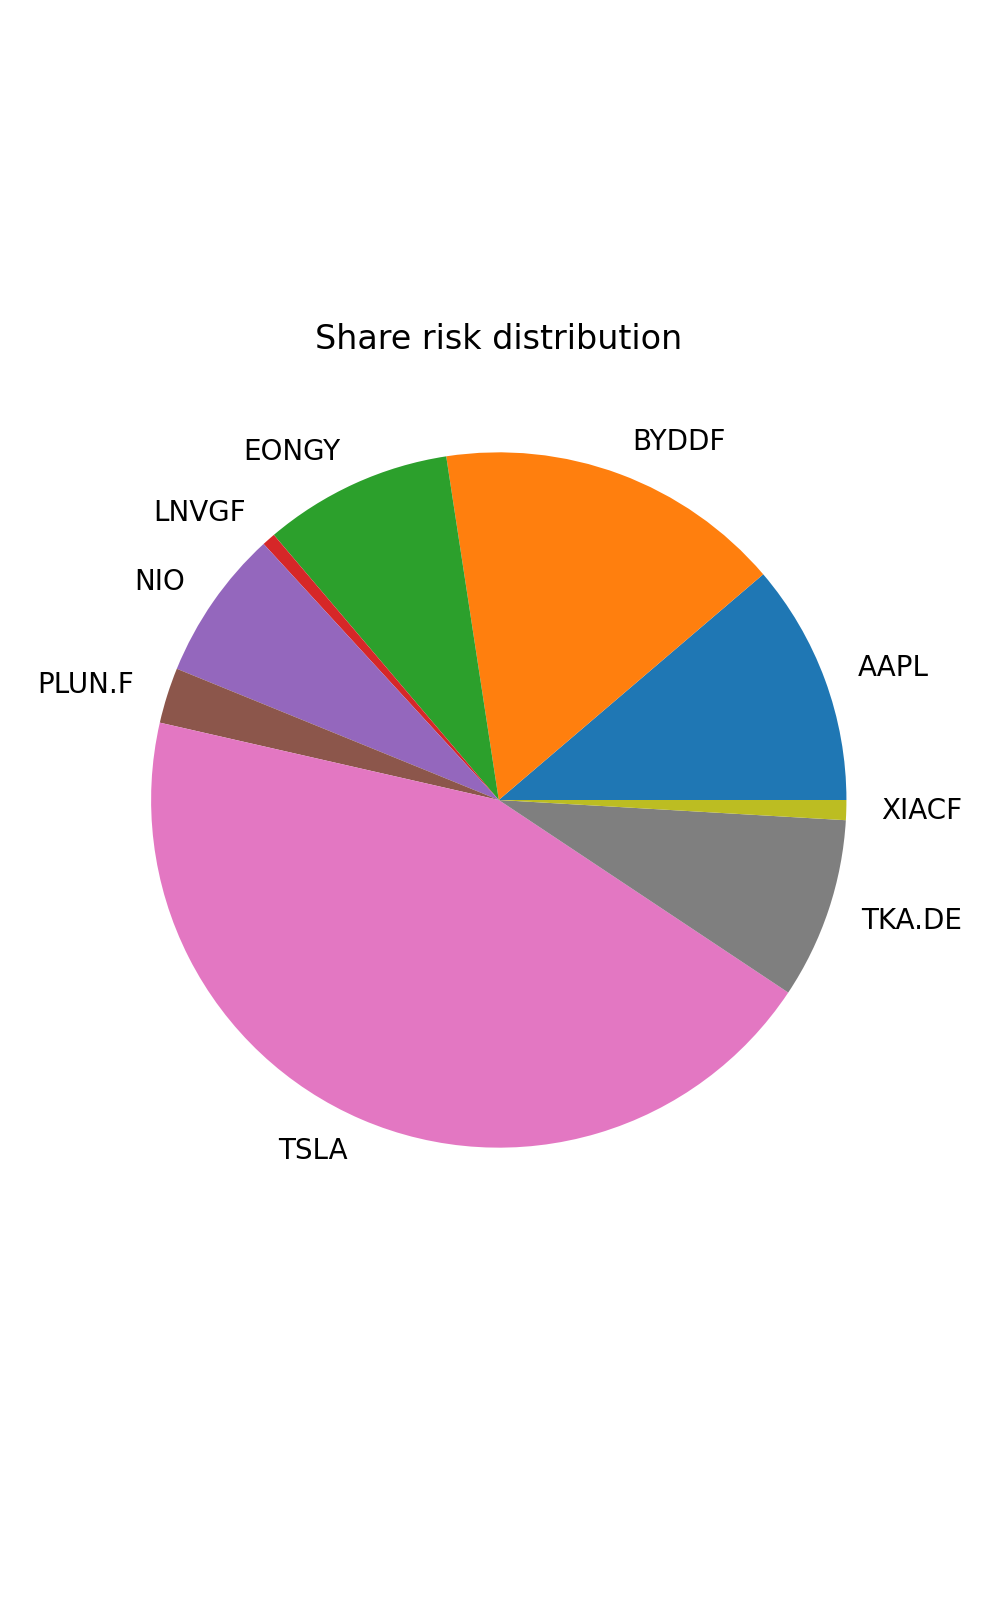 Share risk distribution
BYDDF
EONGY
LNVGF
NIO
AAPL
PLUN.F
XIACF
TKA.DE
TSLA